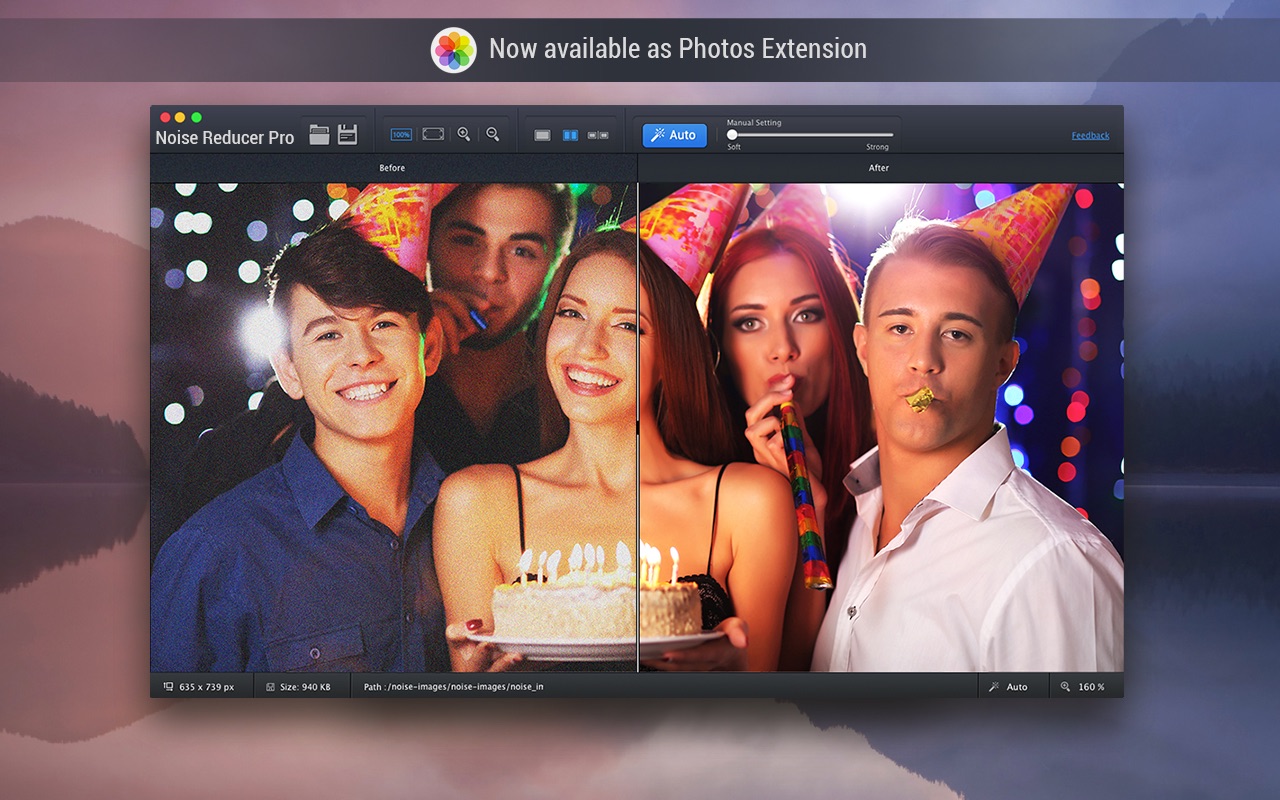 Now available as Photos Extension
Noise Reducer Pro
100%
Auto
Manual Setting
Soft
Strong
Feedback
Before
After
635 x 739 px
Size: 940 KB
Path :/noise-images/noise-images/noise_in
Auto
160 %